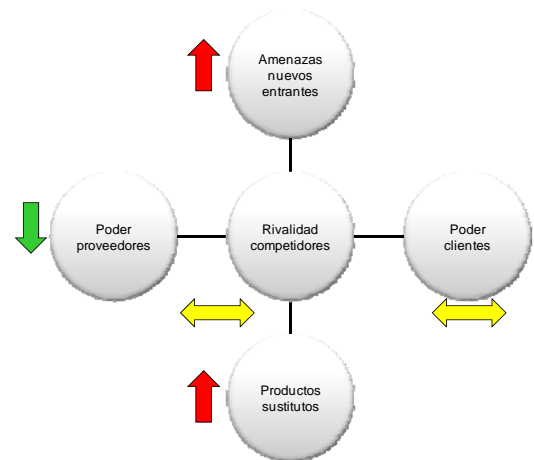 Amenazas
nuevos
entrantes
Poder
proveedores
Rivalidad
competidores
Poder
clientes
Productos
sustitutos